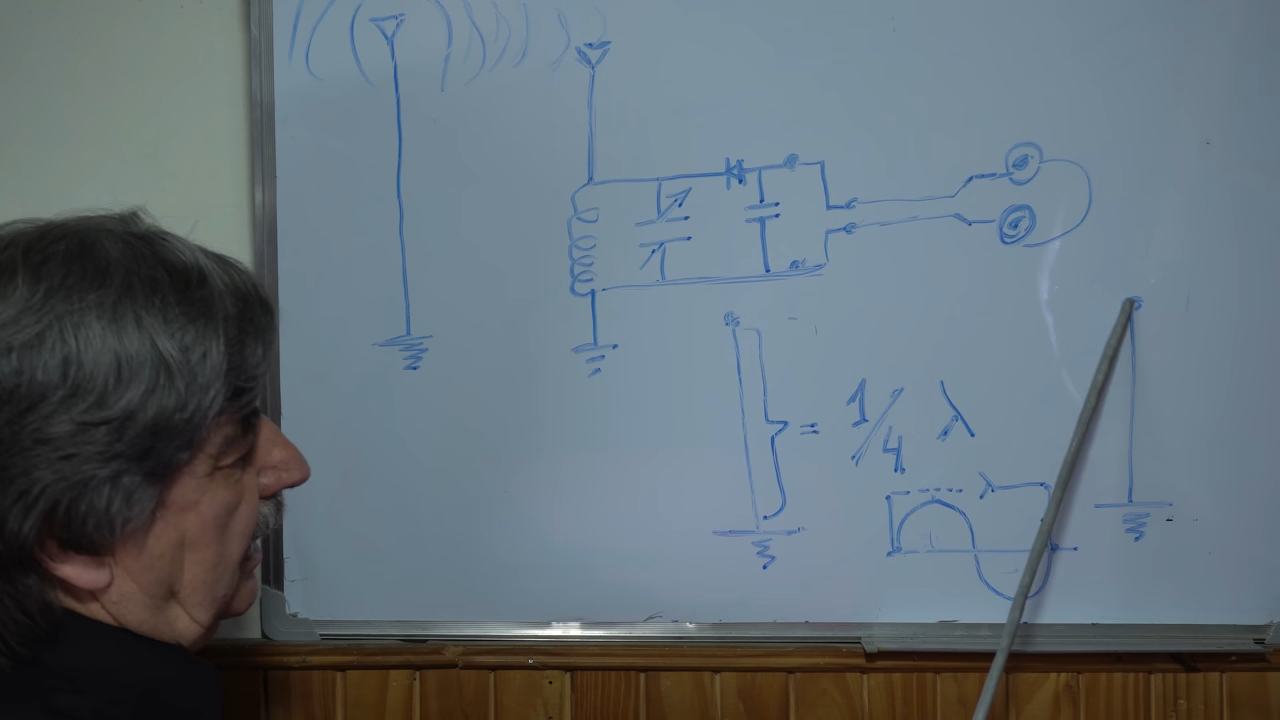 = 1/4 λ
λ